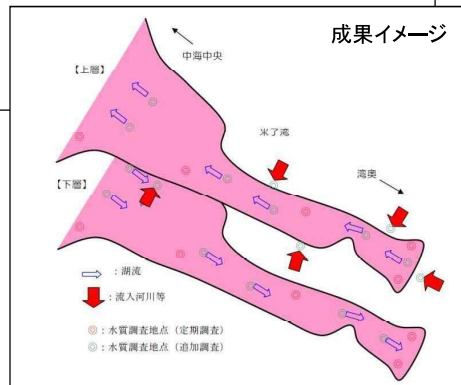 成果イメージ
中海中央
【上層】
米了湾
湾奥
【下層】
：湖流
：流入河川等
：水質調査地点（定期調査）
：水質調査地点（追加調査）